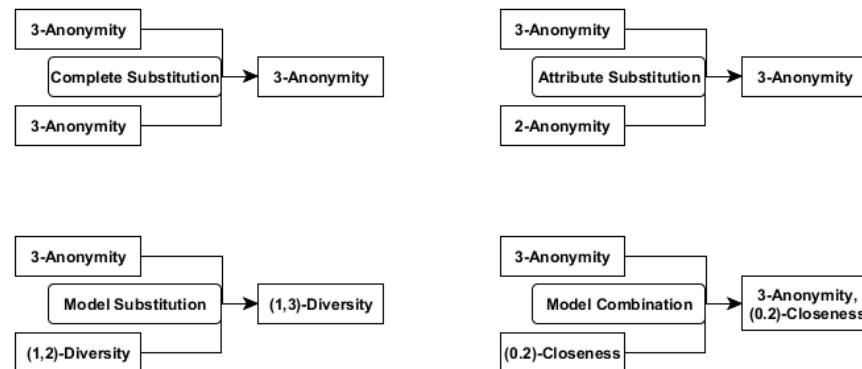 3-Anonymity
Complete Substitution
3-Anonymity
3-Anonymity
3-Anonymity
Attribute Substitution
3-Anonymity
2-Anonymity
3-Anonymity
Model Substitution
(1,3)-Diversity
(1,2)-Diversity
3-Anonymity
Model Combination
3-Anonymity,
(0.2)-Closeness
(0.2)-Closeness